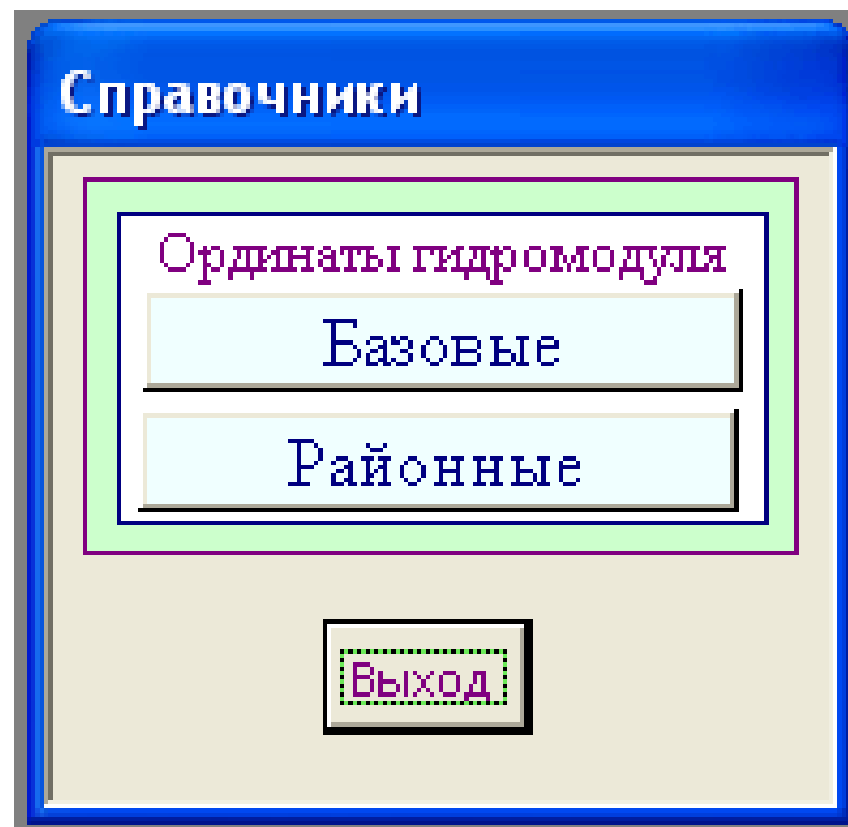 Справочники
Ординаты гидромодуля
Базовые
Районные
Выход